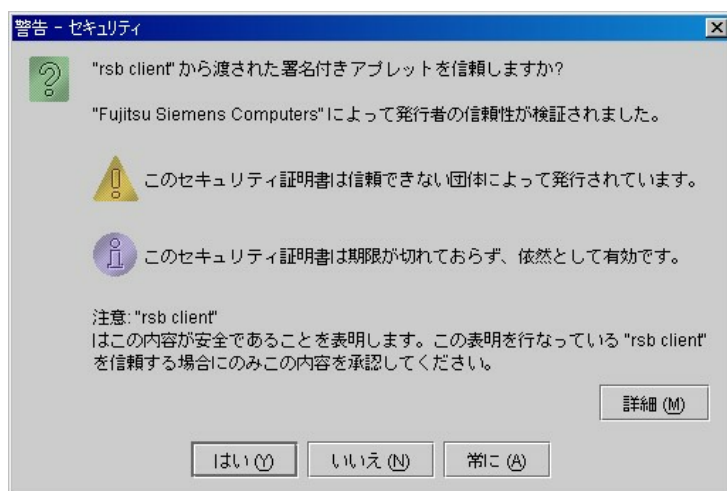 警告 - セキュリティ
"rsb client" から渡された署名付きアプレットを信頼しますか?
"Fujitsu Siemens Computers" によって発行者の信頼性が検証されました。
このセキュリティ証明書は信頼できない団体によって発行されています。
このセキュリティ証明書は期限が切れておらず、依然として有効です。
注意: "rsb client"
はこの内容が安全であることを表明します。この表明を行なっている "rsb client"
を信頼する場合にのみこの内容を承認してください。
詳細 (M)
はい (Y) いいえ (N) 常に (A)